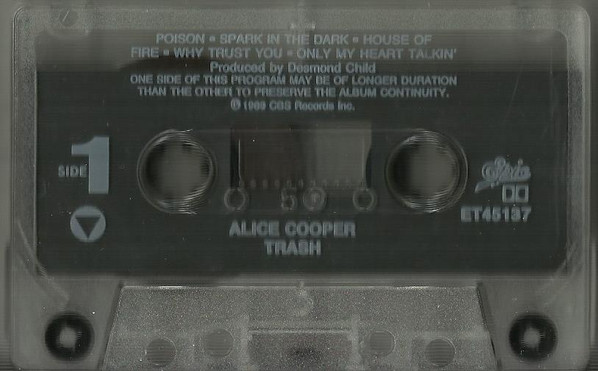 POISON • SPARK IN THE DARK • HOUSE OF
FIRE • WHY TRUST YOU • ONLY MY HEART TALKIN'
Produced by Desmond Child
ONE SIDE OF THIS PROGRAM MAY BE OF LONGER DURATION
THAN THE OTHER TO PRESERVE THE ALBUM CONTINUITY.
℗ 1989 CBS Records Inc.
SIDE 1
Epic
ET45137
ALICE COOPER
TRASH